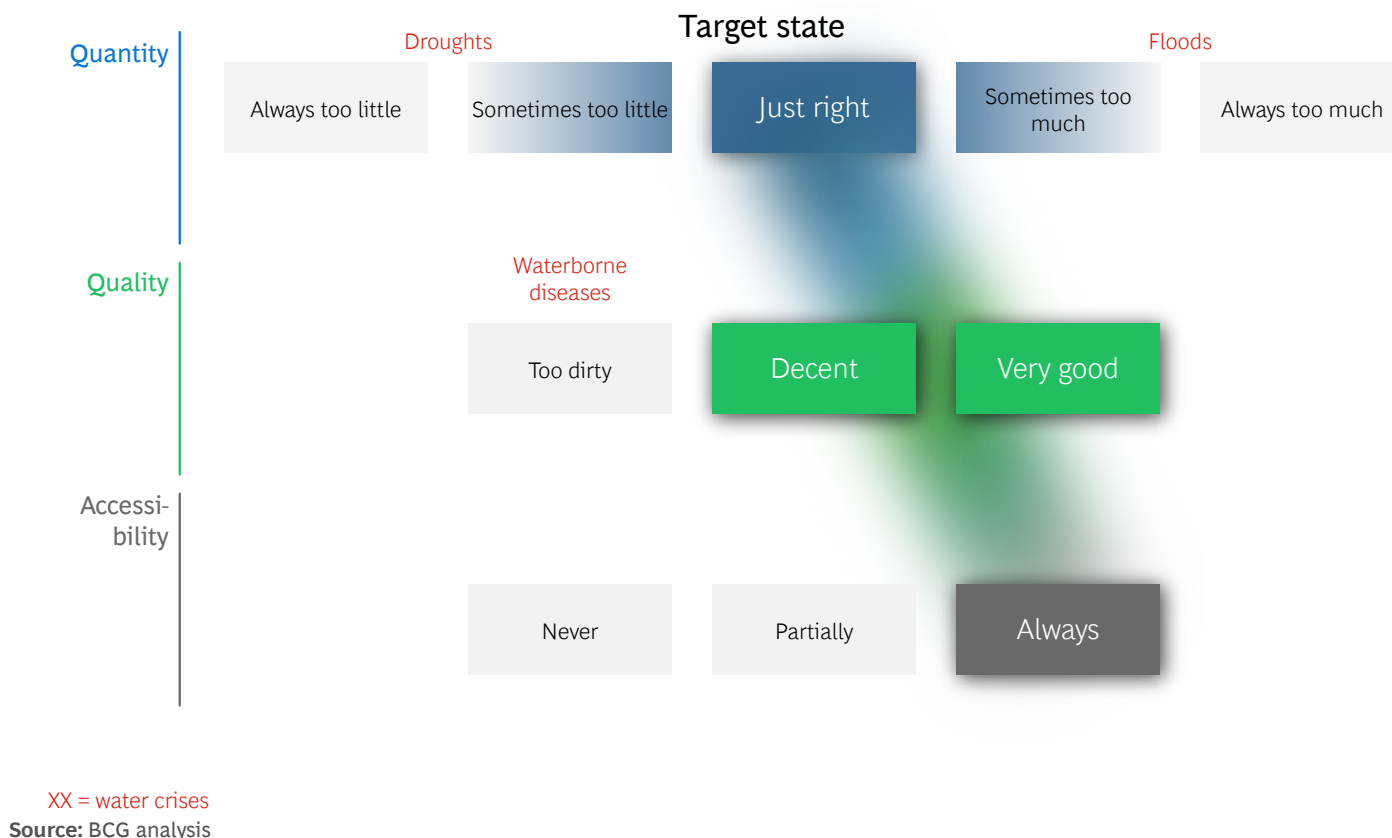 Target state
Quantity
Droughts
Floods
Always too little
Sometimes too little
Just right
Sometimes too
much
Always too much
Quality
Waterborne
diseases
Too dirty
Decent
Very good
Accessi-
bility
Never
Partially
Always
XX = water crises
Source: BCG analysis